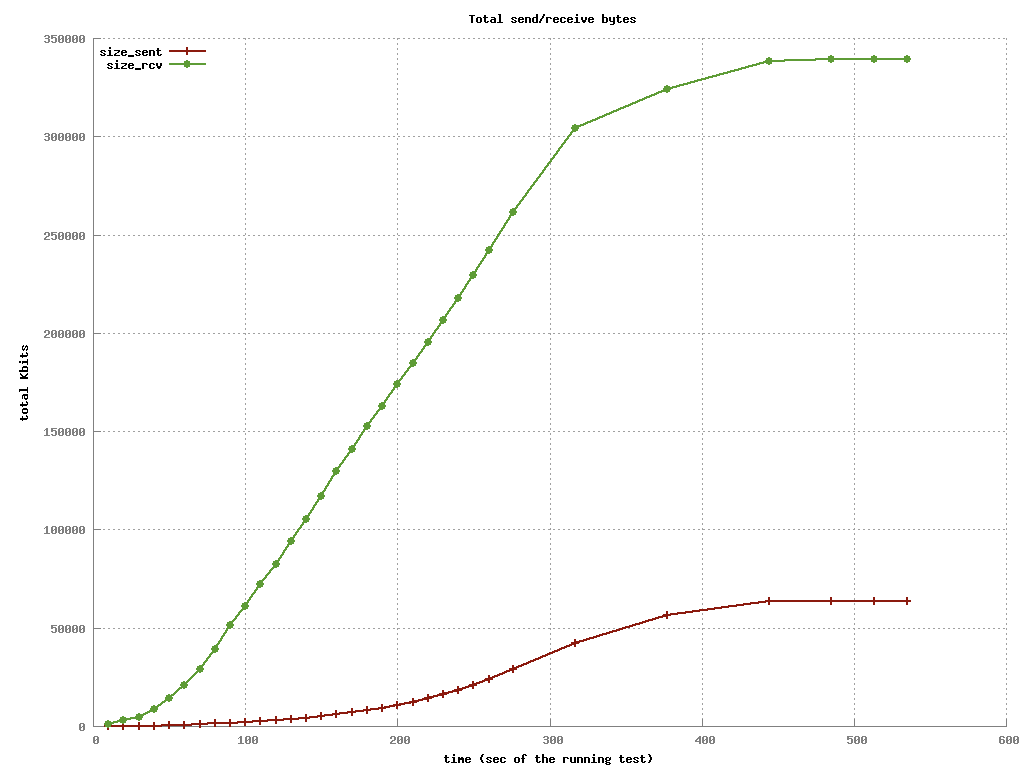 Total send/receive bytes
size_sent
size_rcv
350000
300000
250000
200000
150000
100000
50000
0
0 100 200 300 400 500 600
total Kbits
time (sec of the running test)